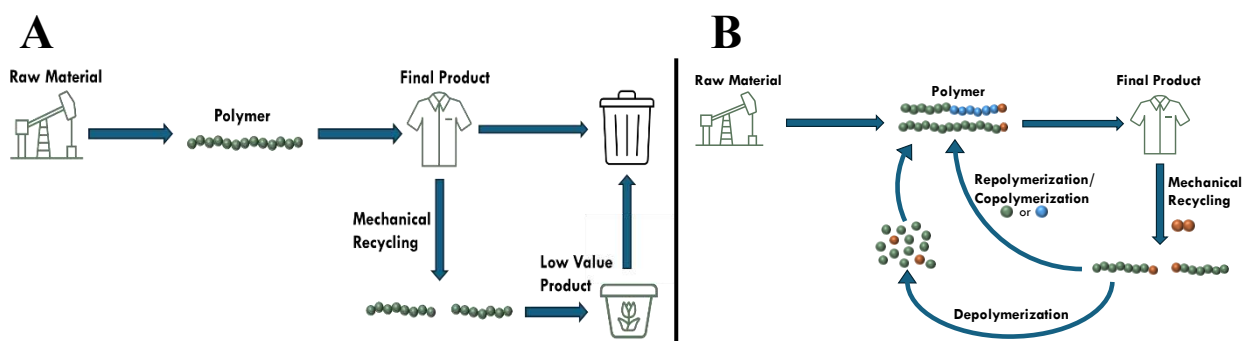 A
Raw Material
Polymer
Final Product
Mechanical
Recycling
Low Value
Product
B
Raw Material
Polymer
Final Product
Repolymerization/
Copolymerization
or
Mechanical
Recycling
Depolymerization